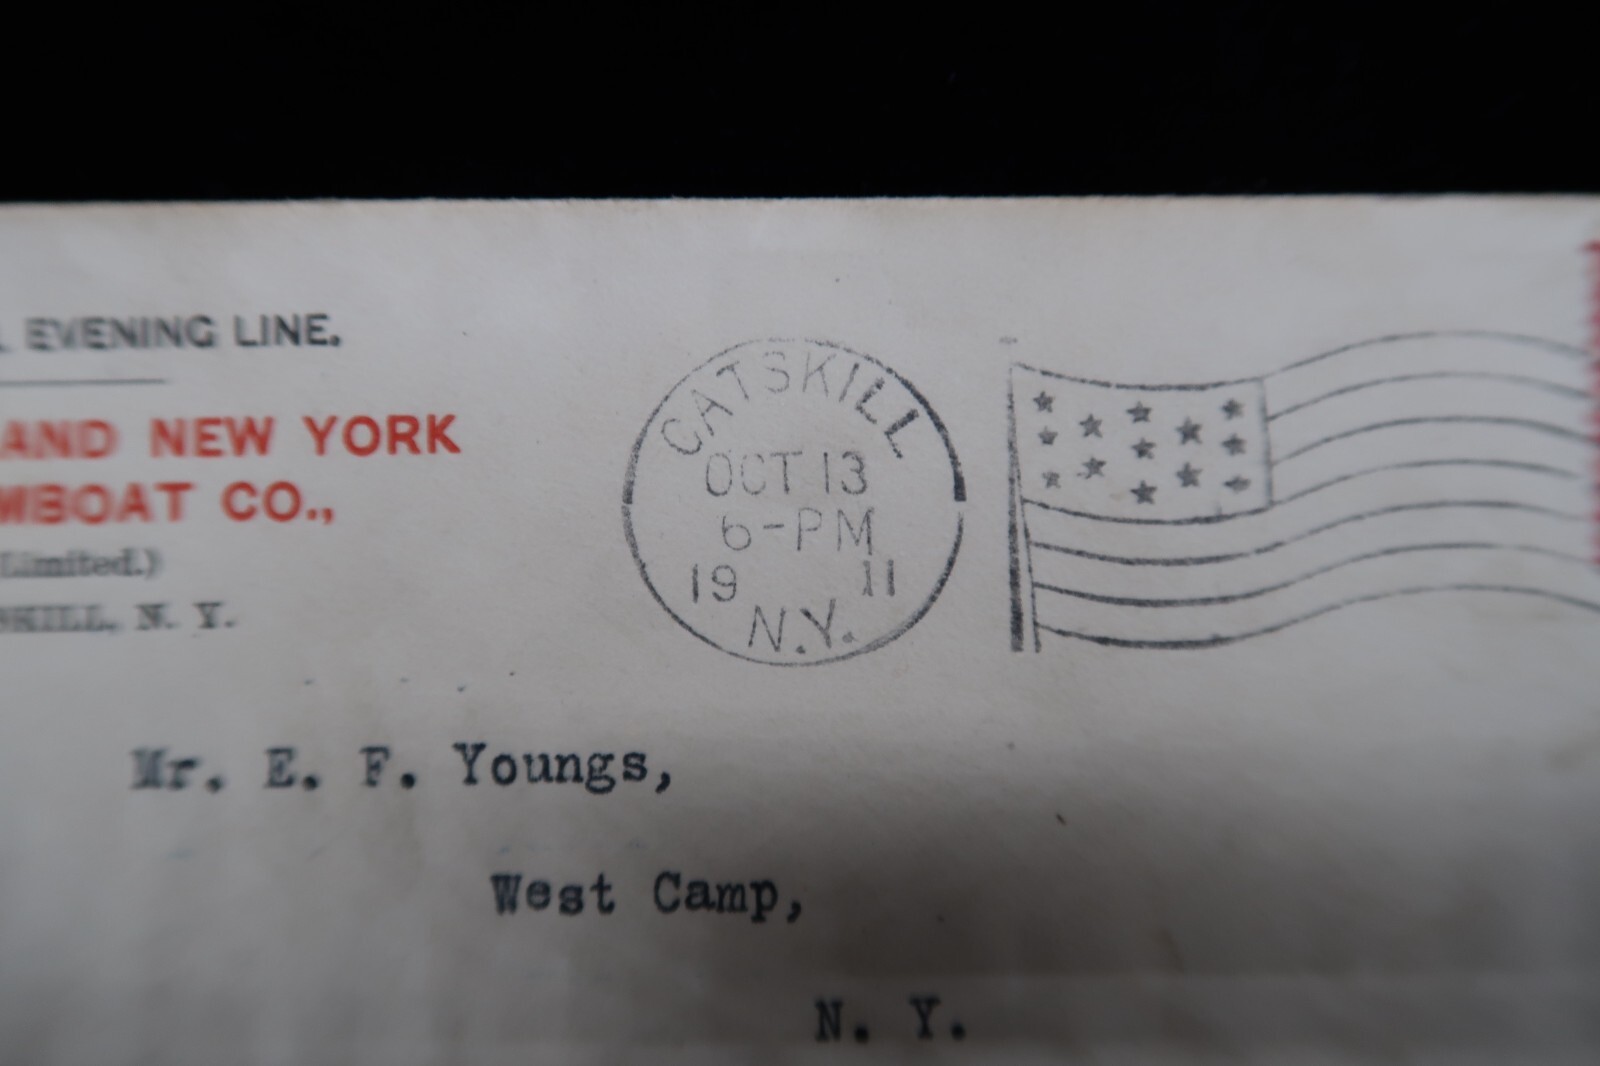 EVENING LINE.
AND NEW YORK
MBOAT CO.,
Limited.)
SKILL, N. Y.
CATSKILL
OCT 13
6-PM
19 11
N.Y.
Mr. E. F. Youngs,
West Camp,
N. Y.